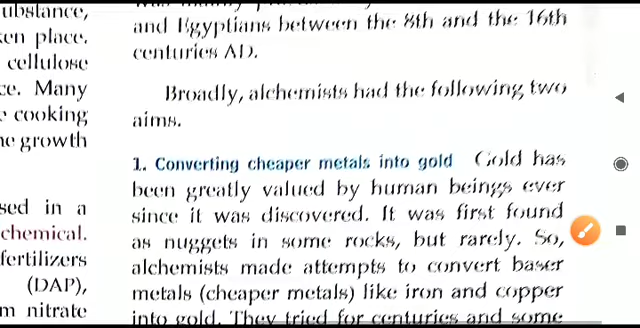 ubstance,
ken place.
cellulose
ce. Many
cooking
he growth
sed in a
chemical.
fertilizers
(DAP),
m nitrate
and Egyptians between the 8th and the 16th
centuries AD.
Broadly, alchemists had the following two
aims.
1. Converting cheaper metals into gold Gold has
been greatly valued by human beings ever
since it was discovered. It was first found
as nuggets in some rocks, but rarely. So,
alchemists made attempts to convert baser
metals (cheaper metals) like iron and copper
into gold. They tried for centuries and some